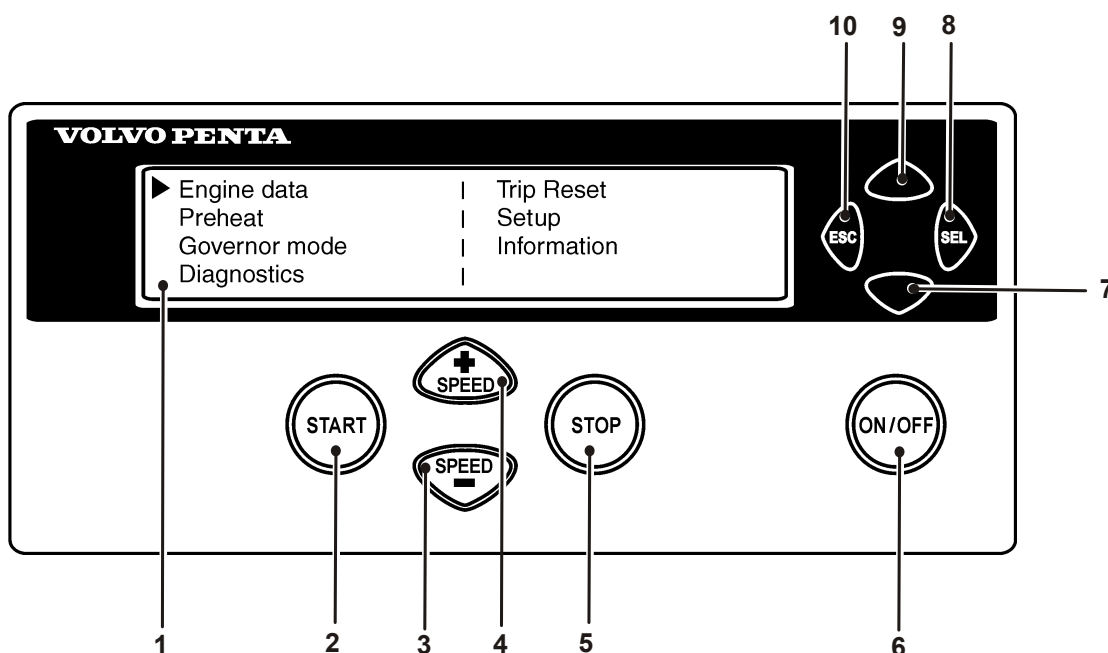 10 9 8
VOLVO PENTA
Engine data | Trip Reset
Preheat | Setup
Governor mode | Information
Diagnostics |
ESC SEL
7
+
SPEED
START STOP ON/OFF
SPEED
−
1 2 3 4 5 6